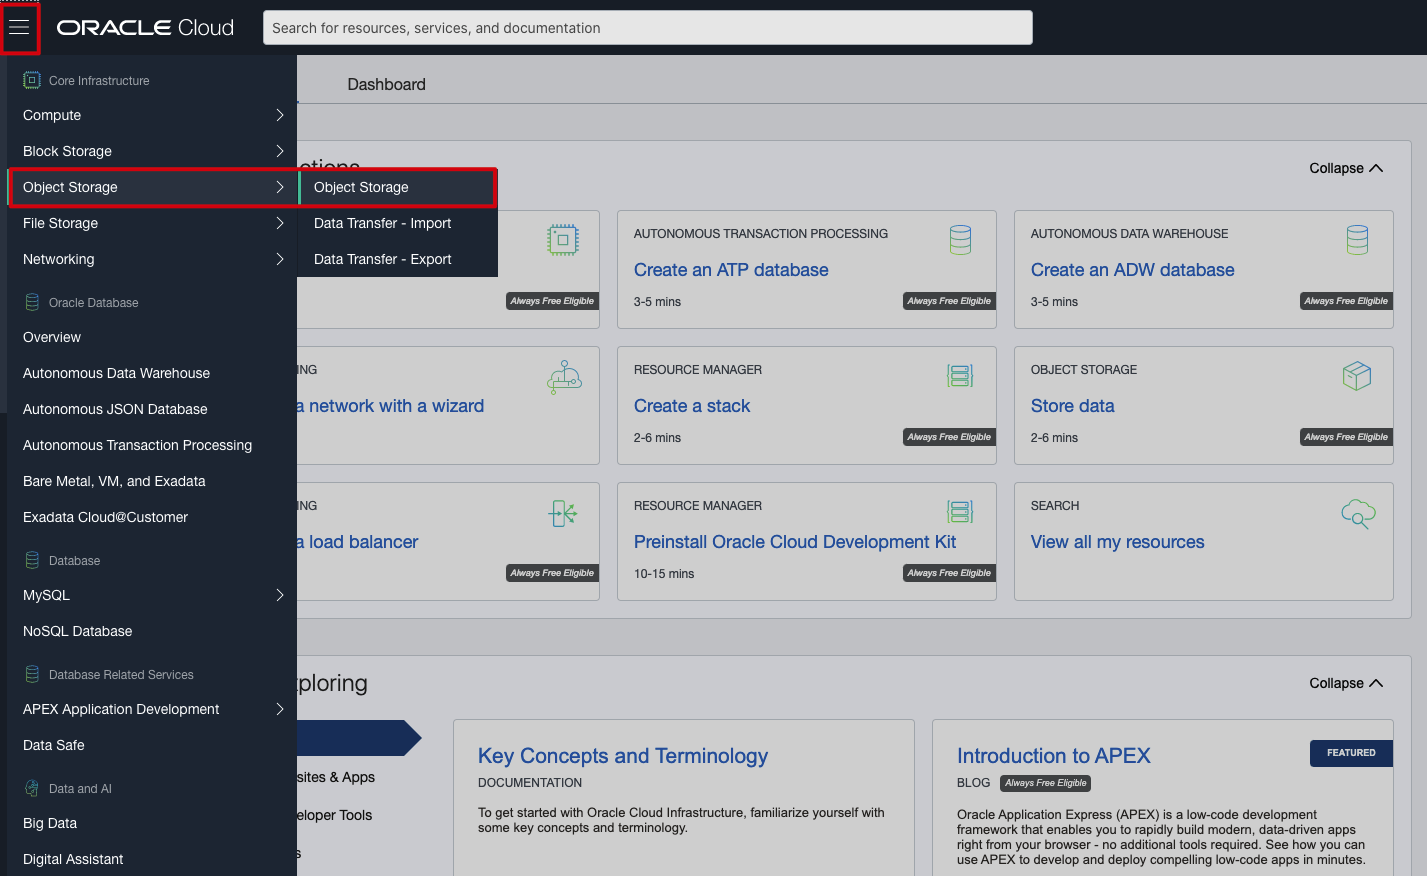 ORACLE Cloud
Search for resources, services, and documentation
Core Infrastructure
Compute
Block Storage
Object Storage
File Storage
Networking
Oracle Database
Overview
Autonomous Data Warehouse
Autonomous JSON Database
Autonomous Transaction Processing
Bare Metal, VM, and Exadata
Exadata Cloud@Customer
Database
MySQL
NoSQL Database
Database Related Services
APEX Application Development
Data Safe
Data and AI
Big Data
Digital Assistant
Object Storage
Data Transfer - Import
Data Transfer - Export
Dashboard
Collapse
Always Free Eligible
AUTONOMOUS TRANSACTION PROCESSING
Create an ATP database
3-5 mins
Always Free Eligible
AUTONOMOUS DATA WAREHOUSE
Create an ADW database
3-5 mins
Always Free Eligible
NG
a network with a wizard
RESOURCE MANAGER
Create a stack
2-6 mins
Always Free Eligible
OBJECT STORAGE
Store data
2-6 mins
Always Free Eligible
NG
a load balancer
Always Free Eligible
RESOURCE MANAGER
Preinstall Oracle Cloud Development Kit
10-15 mins
Always Free Eligible
SEARCH
View all my resources
xploring
Collapse
sites & Apps
eloper Tools
s
Key Concepts and Terminology
DOCUMENTATION
To get started with Oracle Cloud Infrastructure, familiarize yourself with
some key concepts and terminology.
Introduction to APEX
FEATURED
BLOG Always Free Eligible
Oracle Application Express (APEX) is a low-code development
framework that enables you to rapidly build modern, data-driven apps
right from your browser - no additional tools required. See how you can
use APEX to develop and deploy compelling low-code apps in minutes.